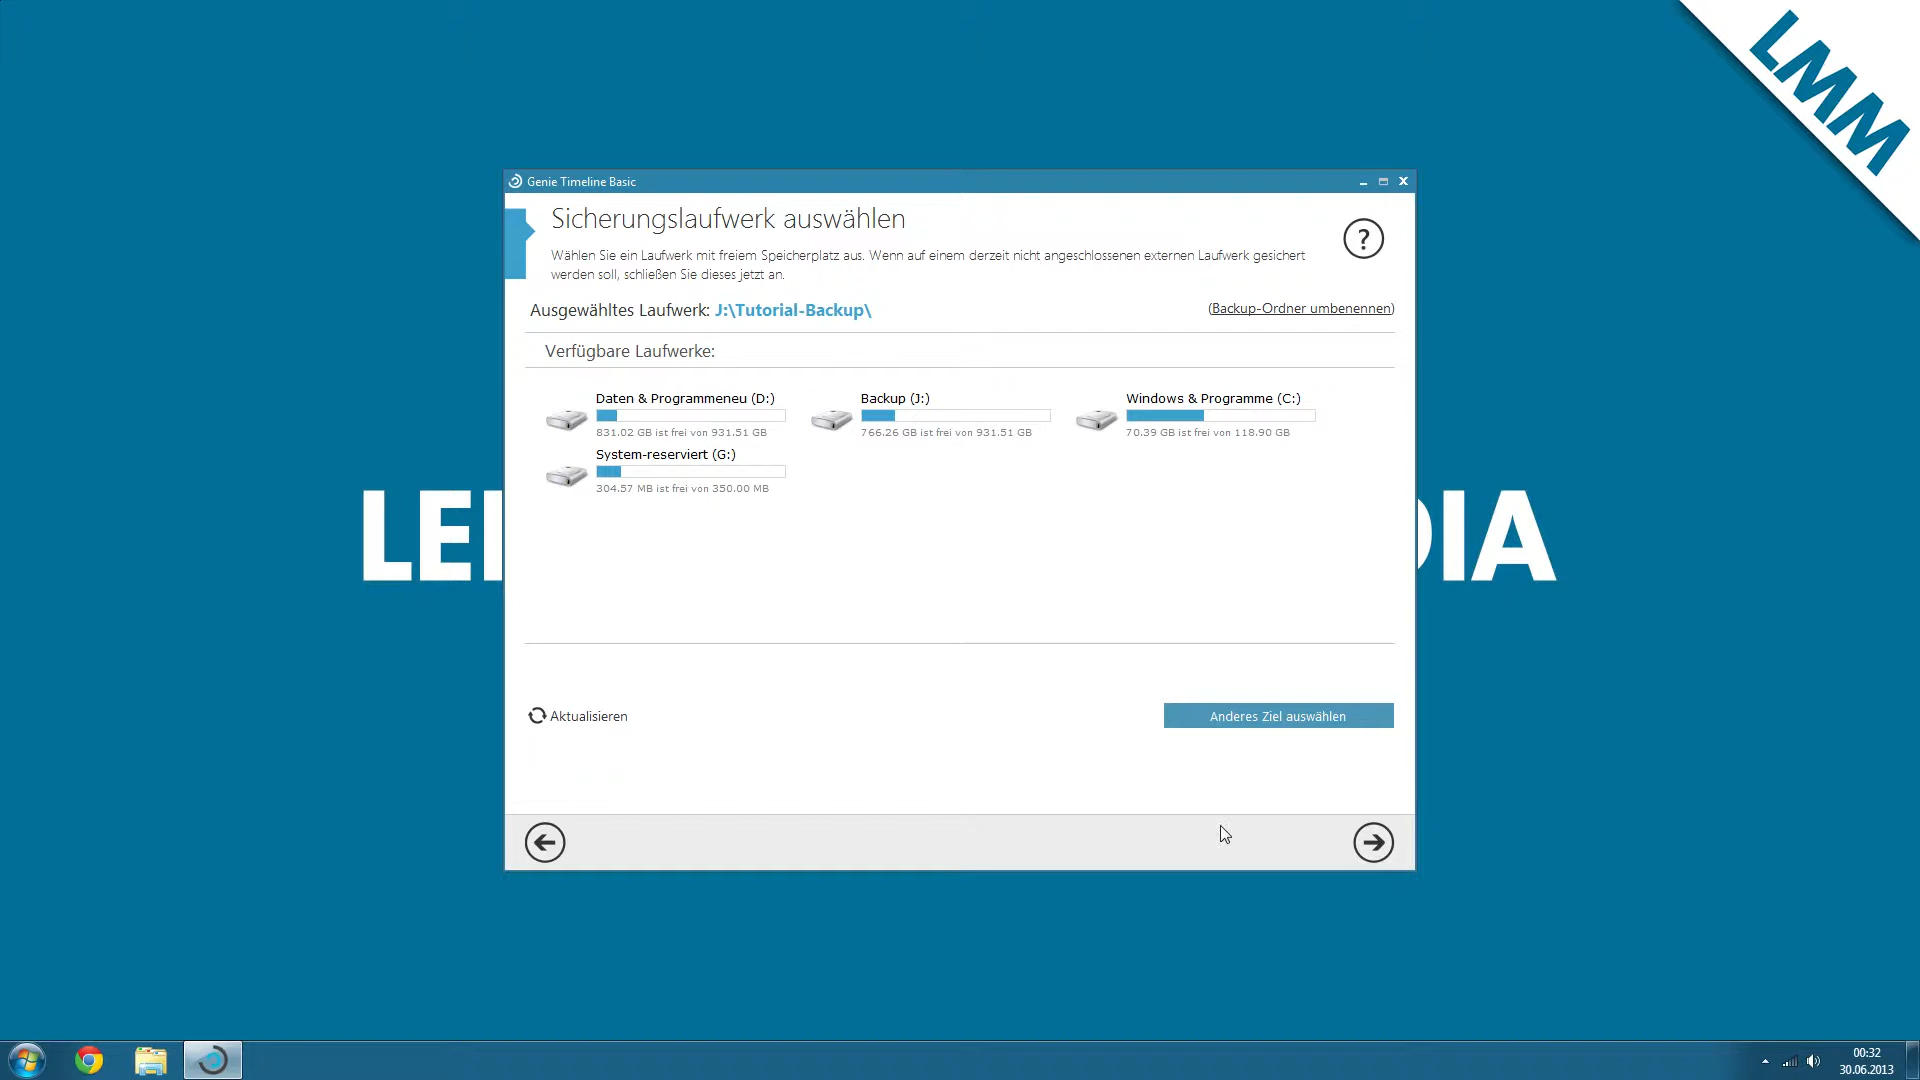 LMM
Genie Timeline Basic
Sicherungslaufwerk auswählen
?
Wählen Sie ein Laufwerk mit freiem Speicherplatz aus. Wenn auf einem derzeit nicht angeschlossenen externen Laufwerk gesichert
werden soll, schließen Sie dieses jetzt an.
Ausgewähltes Laufwerk: J:\Tutorial-Backup\
(Backup-Ordner umbenennen)
Verfügbare Laufwerke:
Daten & Programmeneu (D:)
831.02 GB ist frei von 931.51 GB
Backup (J:)
766.26 GB ist frei von 931.51 GB
Windows & Programme (C:)
70.39 GB ist frei von 118.90 GB
System-reserviert (G:)
304.57 MB ist frei von 350.00 MB
Aktualisieren
Anderes Ziel auswählen
00:32
30.06.2013